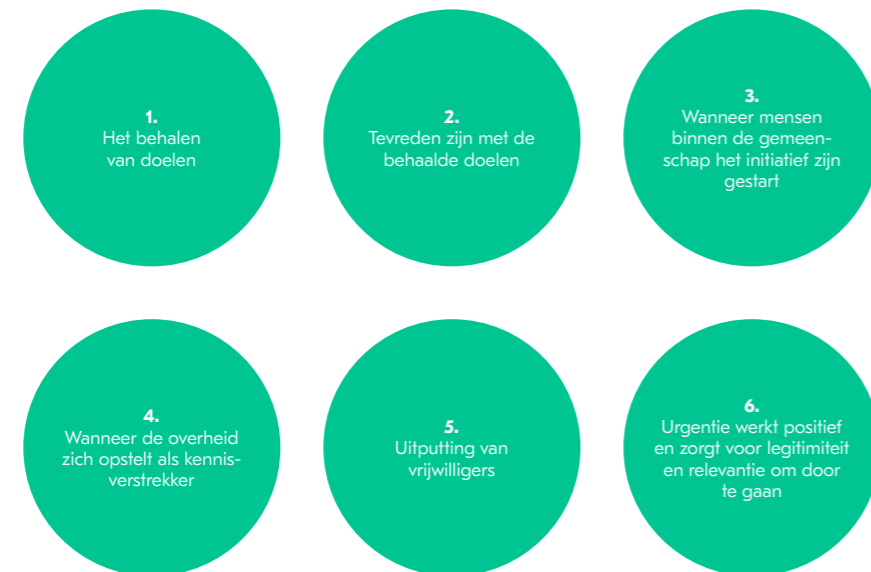 1.
Het behalen
van doelen
2.
Tevreden zijn met de
behaalde doelen
3.
Wanneer mensen
binnen de gemeen-
schap het initiatief zijn
gestart
4.
Wanneer de overheid
zich opstelt als kennis-
verstrekker
5.
Uitputting van
vrijwilligers
6.
Urgentie werkt positief
en zorgt voor legitimiteit
en relevantie om door
te gaan